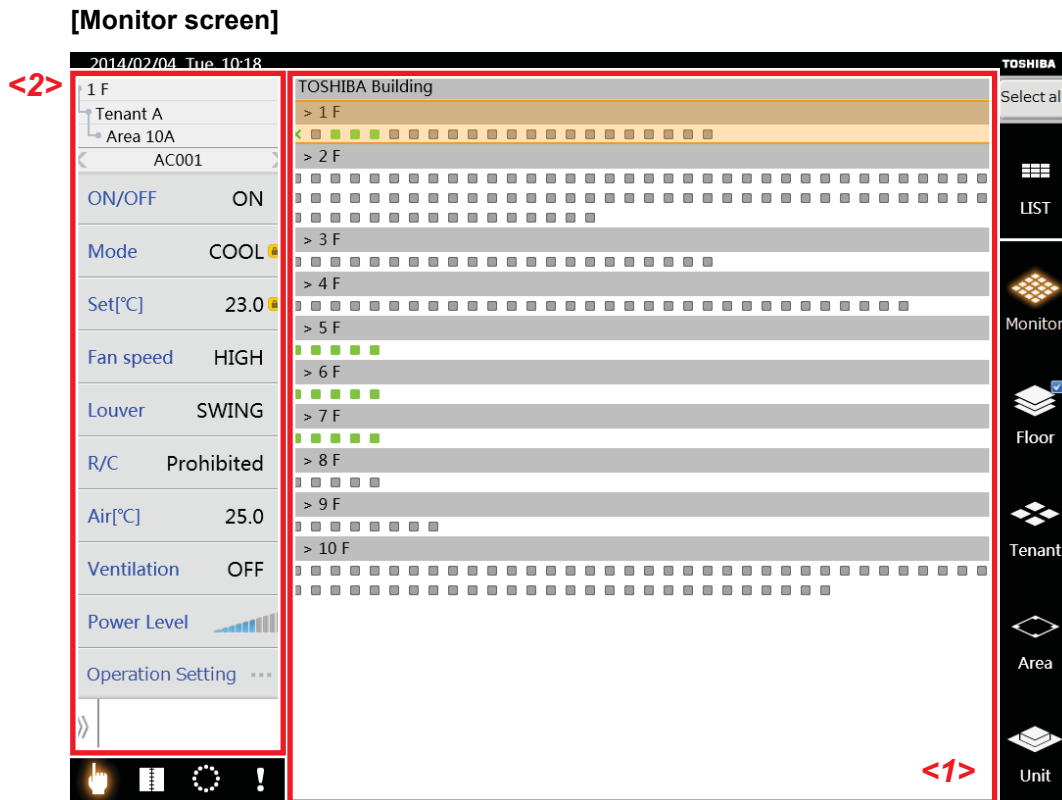 [Monitor screen]
2014/02/04 Tue 10:18
TOSHIBA
<2>
1 F
Tenant A
Area 10A
AC001
ON/OFF ON
Mode COOL
Set[℃] 23.0
Fan speed HIGH
Louver SWING
R/C Prohibited
Air[℃] 25.0
Ventilation OFF
Power Level
Operation Setting ...
TOSHIBA Building
> 1 F
> 2 F
> 3 F
> 4 F
> 5 F
> 6 F
> 7 F
> 8 F
> 9 F
> 10 F
<1>
Select al
LIST
Monitor
Floor
Tenant
Area
Unit